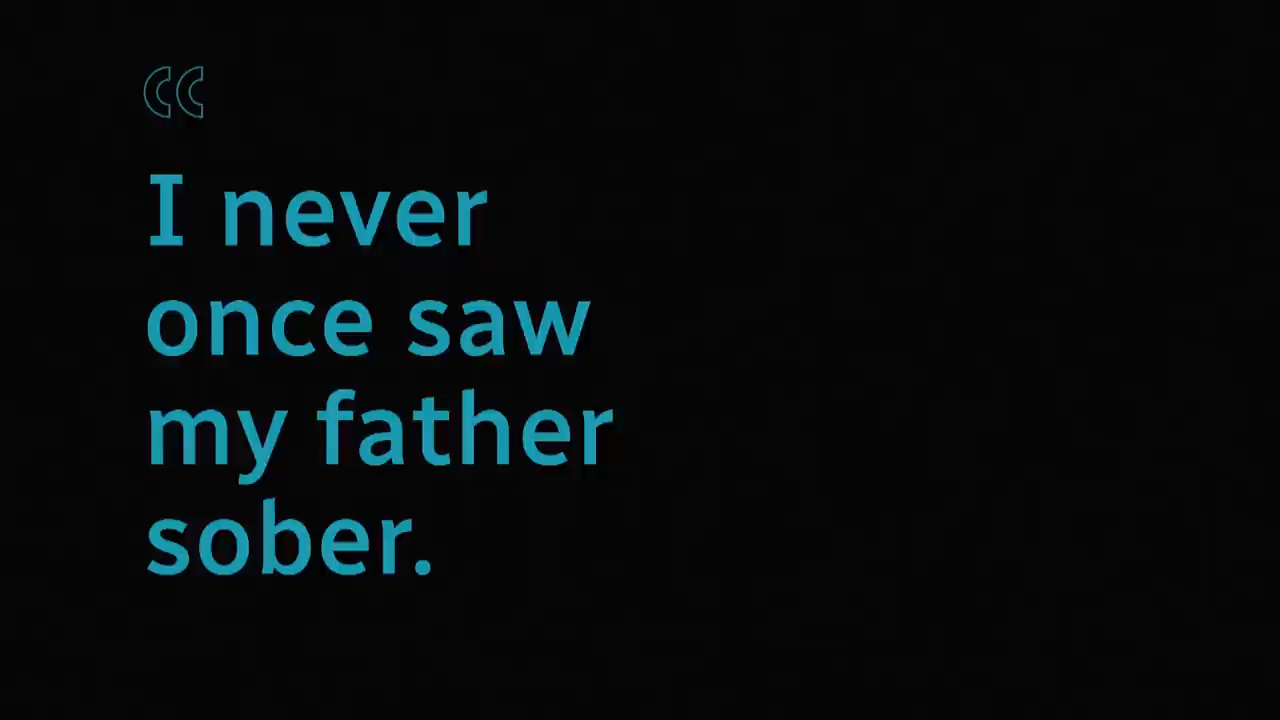 “
I never
once saw
my father
sober.